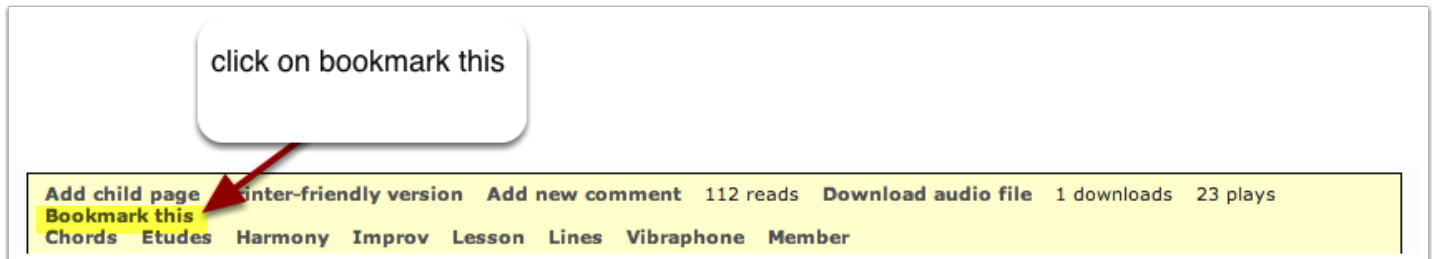 click on bookmark this
Add child page inter-friendly version Add new comment 112 reads Download audio file 1 downloads 23 plays
Bookmark this
Chords Etudes Harmony Improv Lesson Lines Vibraphone Member